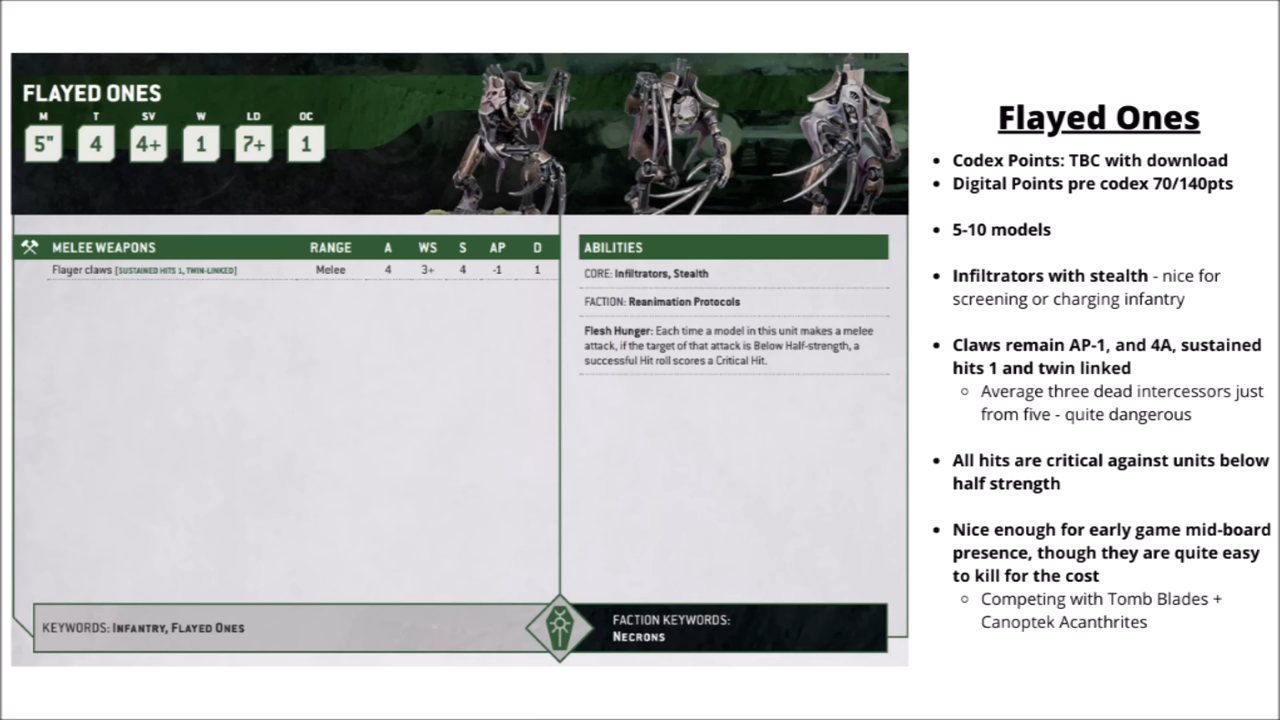 FLAYED ONES
M T SV W LD OC
5" 4 4+ 1 7+ 1
MELEE WEAPONS RANGE A WS S AP D
Flayer claws [SUSTAINED HITS 1, TWIN-LINKED] Melee 4 3+ 4 -1 1
ABILITIES
CORE: Infiltrators, Stealth
FACTION: Reanimation Protocols
Flesh Hunger: Each time a model in this unit makes a melee
attack, if the target of that attack is Below Half-strength, a
successful Hit roll scores a Critical Hit.
KEYWORDS: INFANTRY, FLAYED ONES
FACTION KEYWORDS:
NECRONS
Flayed Ones
• Codex Points: TBC with download
• Digital Points pre codex 70/140pts
• 5-10 models
• Infiltrators with stealth - nice for
screening or charging infantry
• Claws remain AP-1, and 4A, sustained
hits 1 and twin linked
○ Average three dead intercessors just
from five - quite dangerous
• All hits are critical against units below
half strength
• Nice enough for early game mid-board
presence, though they are quite easy
to kill for the cost
○ Competing with Tomb Blades +
Canoptek Acanthrites